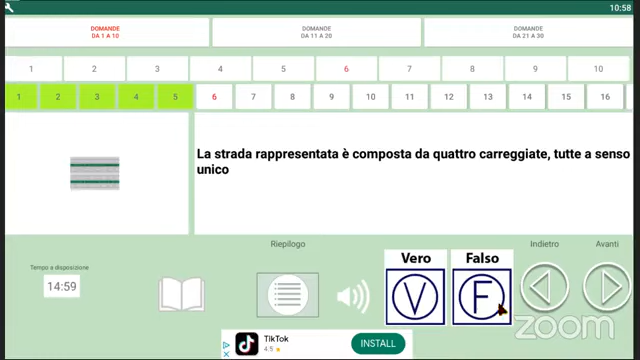 10:58
DOMANDE
DA 1 A 10
DOMANDE
DA 11 A 20
DOMANDE
DA 21 A 30
1 2 3 4 5 6 7 8 9 10
1 2 3 4 5 6 7 8 9 10 11 12 13 14 15 16
La strada rappresentata è composta da quattro carreggiate, tutte a senso
unico
Riepilogo
Indietro
Avanti
Tempo a disposizione
14:59
Vero
V
Falso
F
TikTok
4.5
INSTALL
zoom